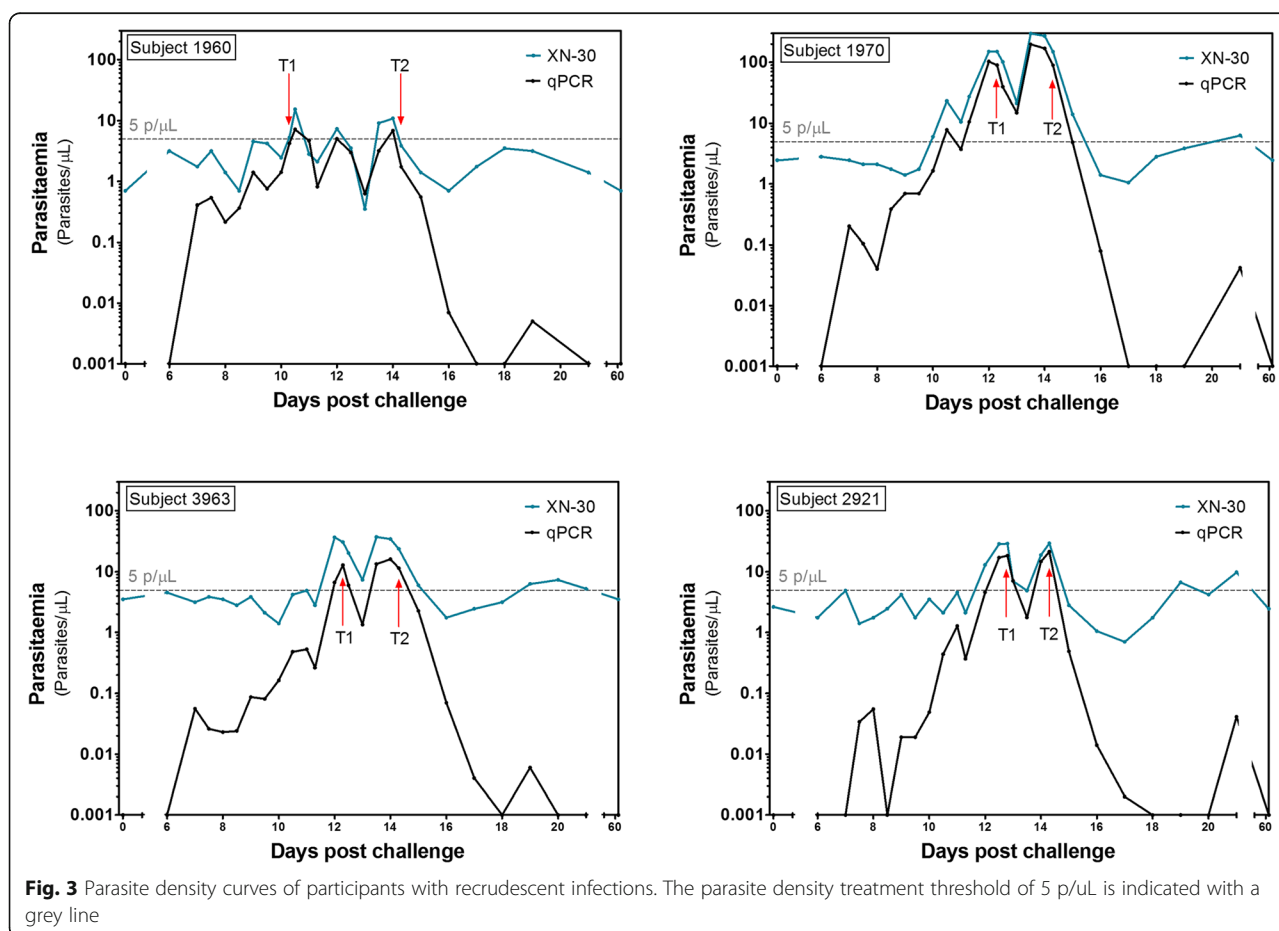 Subject 1960
XN-30
qPCR
T1
T2
5 p/µL
100
10
1
0.1
0.01
0.001
Parasitaemia
(Parasites/µL)
0
6
8
10
12
14
16
18
20
60
Days post challenge
Subject 1970
XN-30
qPCR
T1
T2
5 p/µL
100
10
1
0.1
0.01
0.001
Parasitaemia
(Parasites/µL)
0
6
8
10
12
14
16
18
20
60
Days post challenge
Subject 3963
XN-30
qPCR
T1
T2
5 p/µL
100
10
1
0.1
0.01
0.001
Parasitaemia
(Parasites/µL)
0
6
8
10
12
14
16
18
20
60
Days post challenge
Subject 2921
XN-30
qPCR
T1
T2
5 p/µL
100
10
1
0.1
0.01
0.001
Parasitaemia
(Parasites/µL)
0
6
8
10
12
14
16
18
20
60
Days post challenge
Fig. 3 Parasite density curves of participants with recrudescent infections. The parasite density treatment threshold of 5 p/uL is indicated with a
grey line